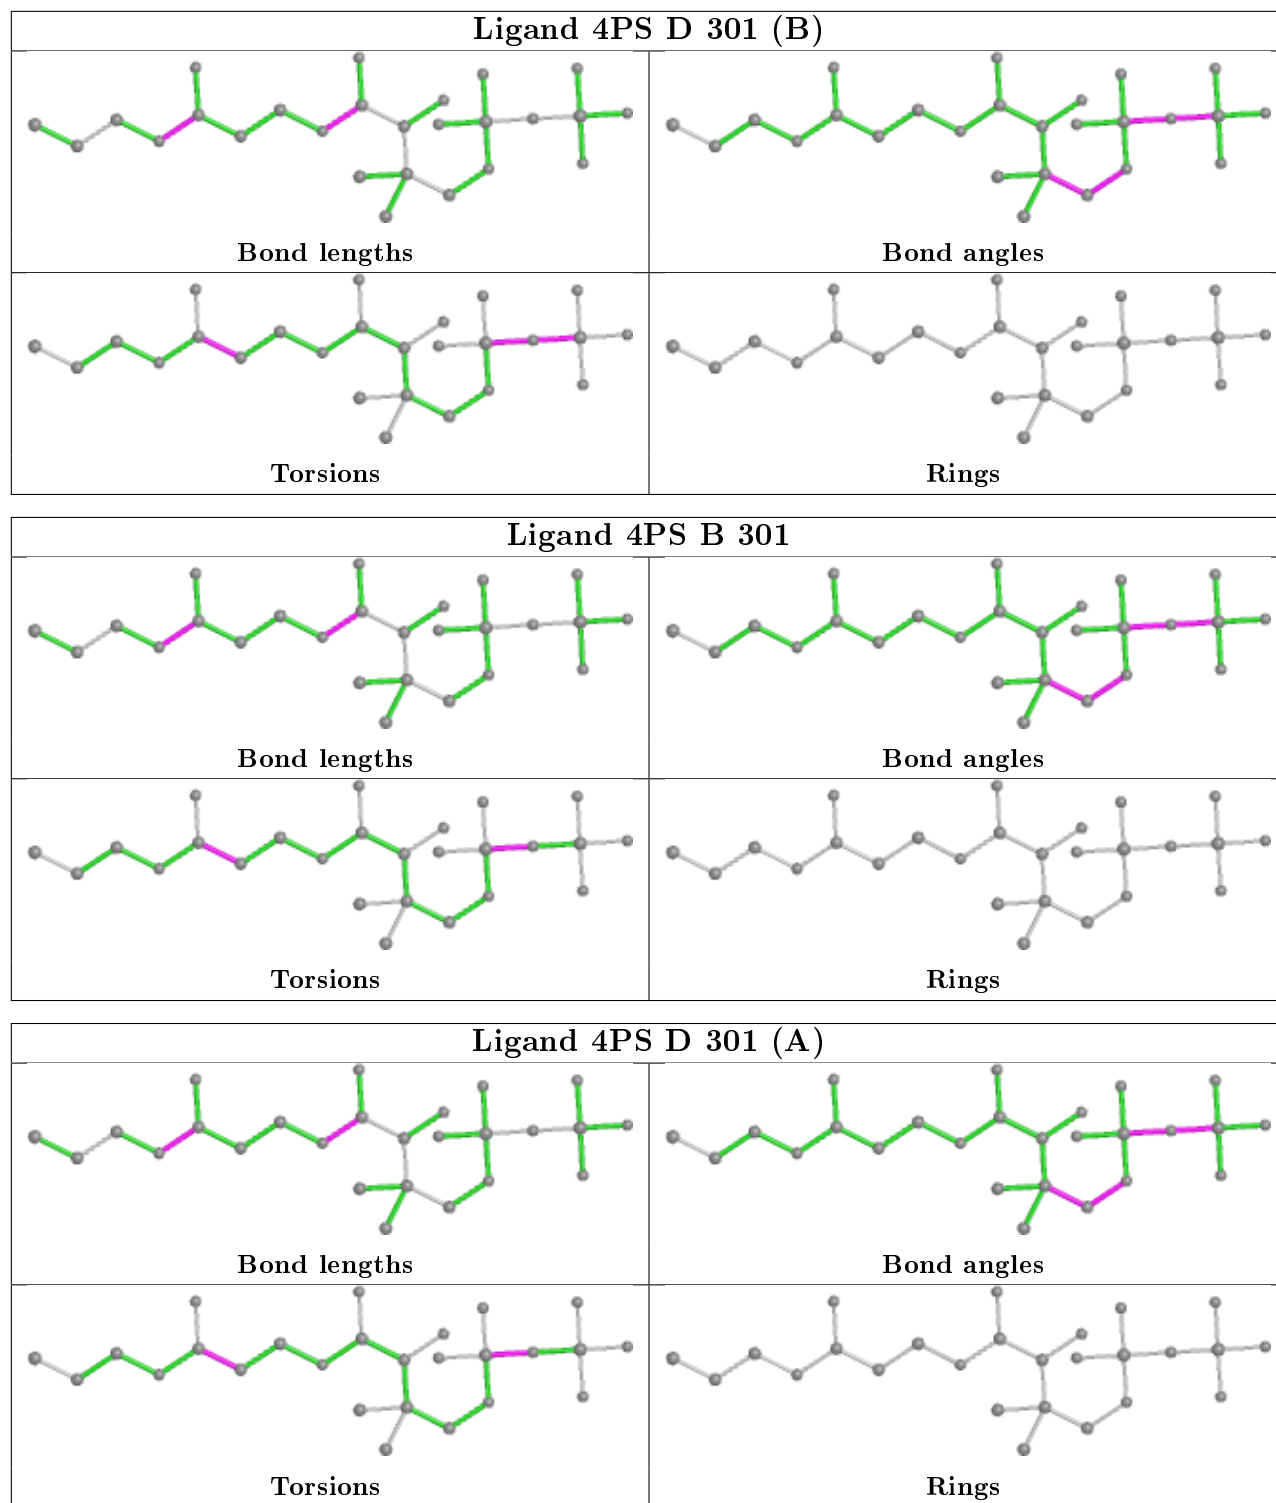 Ligand 4PS D 301 (B)
Bond lengths
Bond angles
Torsions
Rings
Ligand 4PS B 301
Bond lengths
Bond angles
Torsions
Rings
Ligand 4PS D 301 (A)
Bond lengths
Bond angles
Torsions
Rings